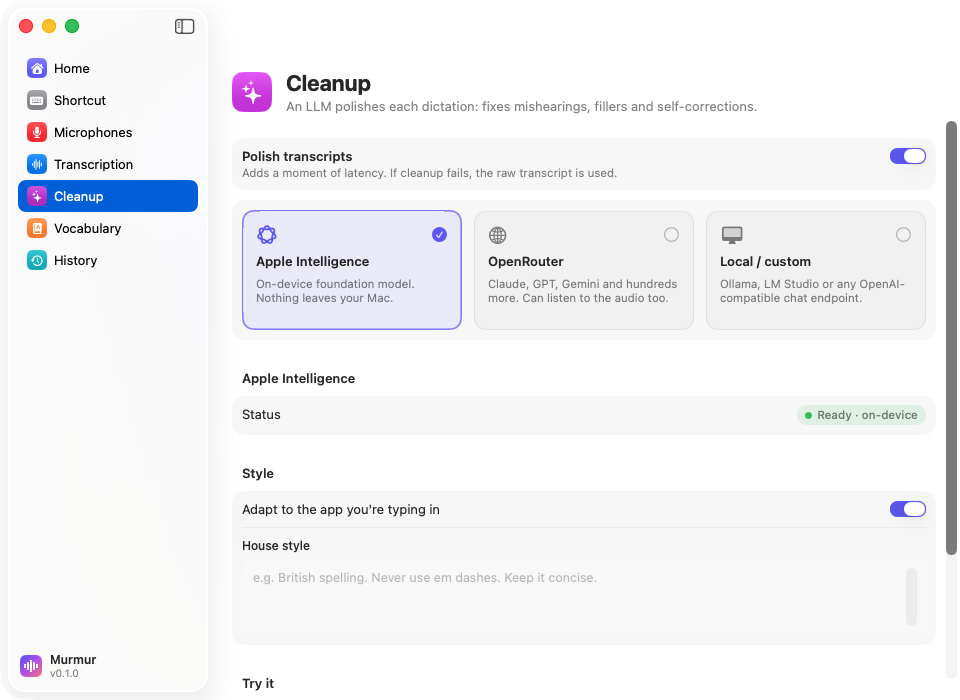 Home
Shortcut
Microphones
Transcription
Cleanup
Vocabulary
History
Murmur
v0.1.0
Cleanup
An LLM polishes each dictation: fixes mishearings, fillers and self-corrections.
Polish transcripts
Adds a moment of latency. If cleanup fails, the raw transcript is used.
Apple Intelligence
On-device foundation model.
Nothing leaves your Mac.
OpenRouter
Claude, GPT, Gemini and hundreds
more. Can listen to the audio too.
Local / custom
Ollama, LM Studio or any OpenAI-
compatible chat endpoint.
Apple Intelligence
Status
Ready · on-device
Style
Adapt to the app you're typing in
House style
e.g. British spelling. Never use em dashes. Keep it concise.
Try it